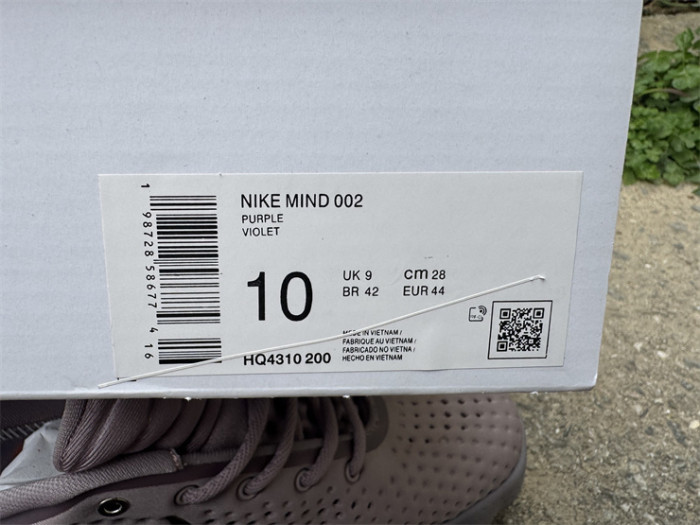 NIKE MIND 002
PURPLE
VIOLET
10
UK 9 cm 28
BR 42 EUR 44
HQ4310 200
MADE IN VIETNAM /
FABRIQUE AU VIETNAM /
FABRICADO NO VIETNA /
HECHO EN VIETNAM
1 98728 58677 4 16